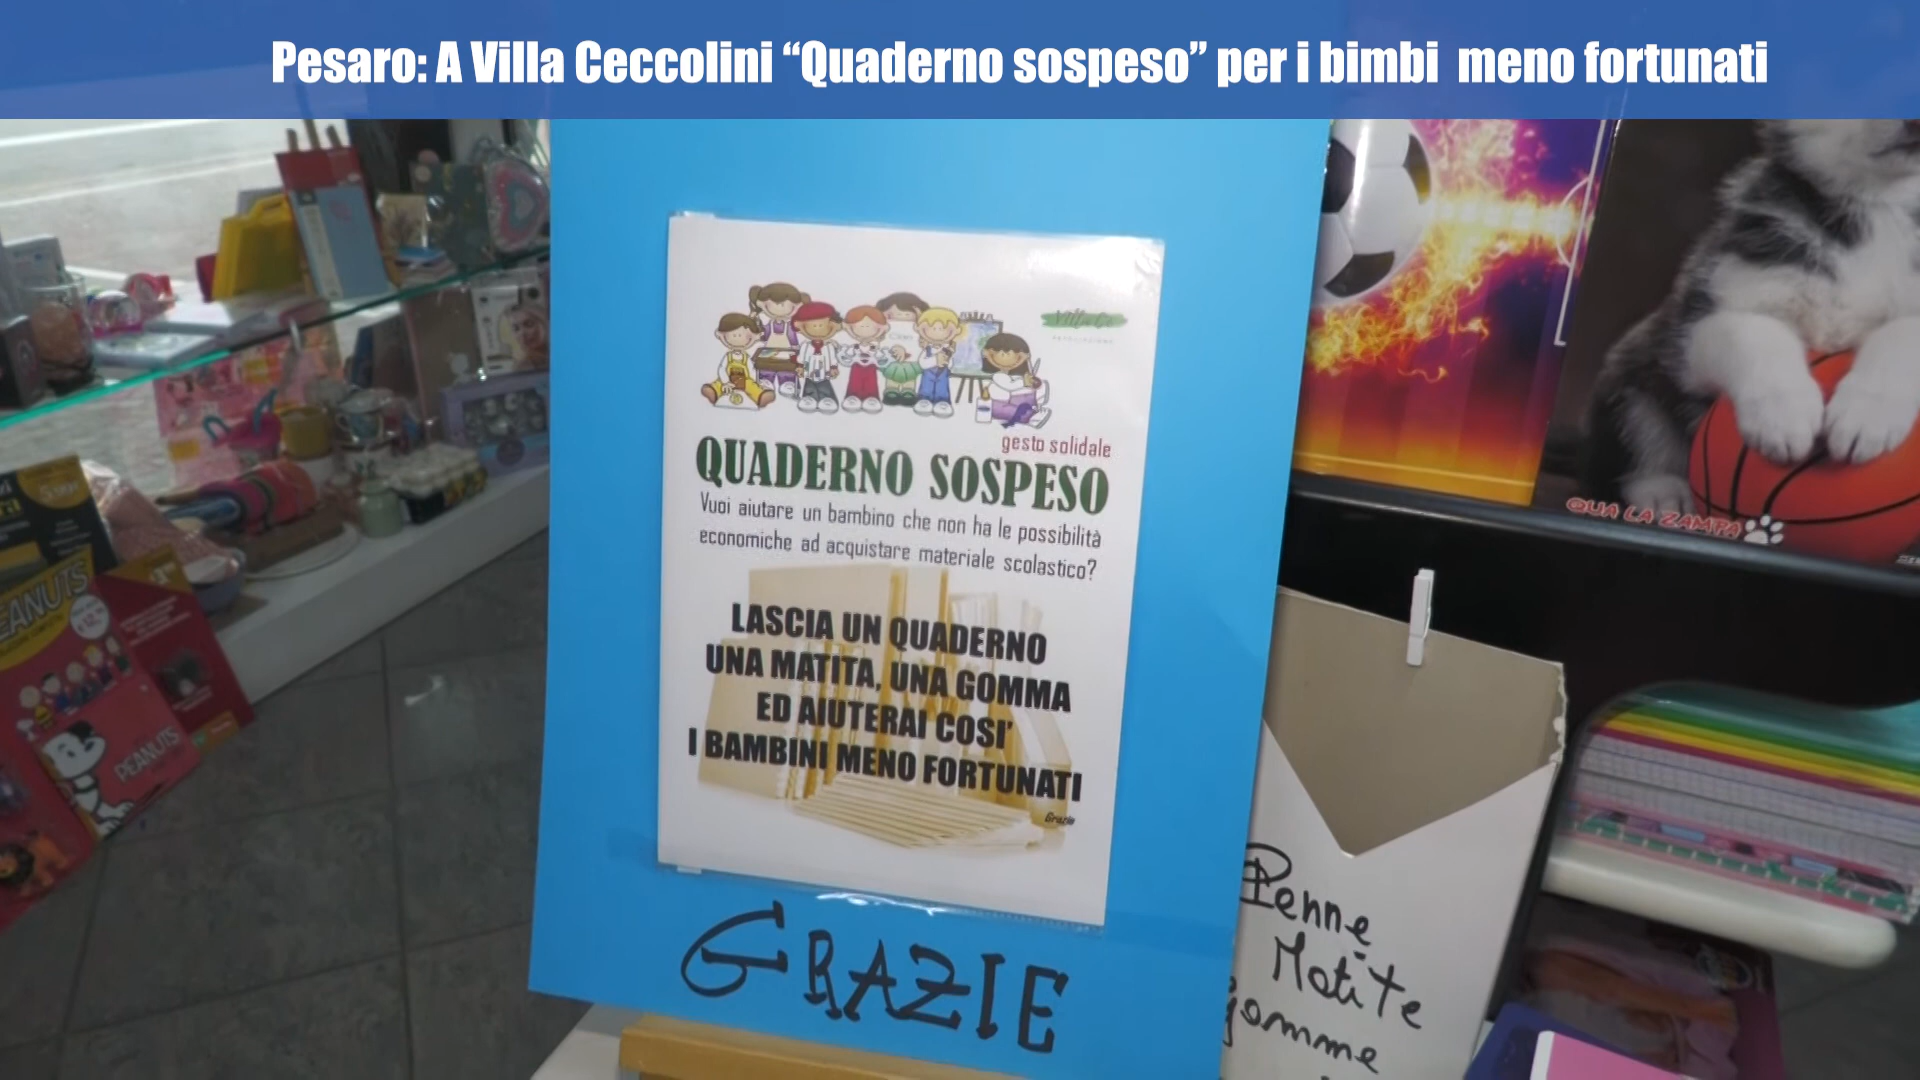 Pesaro: A Villa Ceccolini “Quaderno sospeso” per i bimbi meno fortunati
Villa Ce
gesto solidale
QUADERNO SOSPESO
Vuoi aiutare un bambino che non ha le possibilità
economiche ad acquistare materiale scolastico?
LASCIA UN QUADERNO
UNA MATITA, UNA GOMMA
ED AIUTERAI COSI'
I BAMBINI MENO FORTUNATI
Grazie
GRAZIE
Penne
Matite
gomme
QUA LA ZAMPA
PEANUTS
PEANUTS